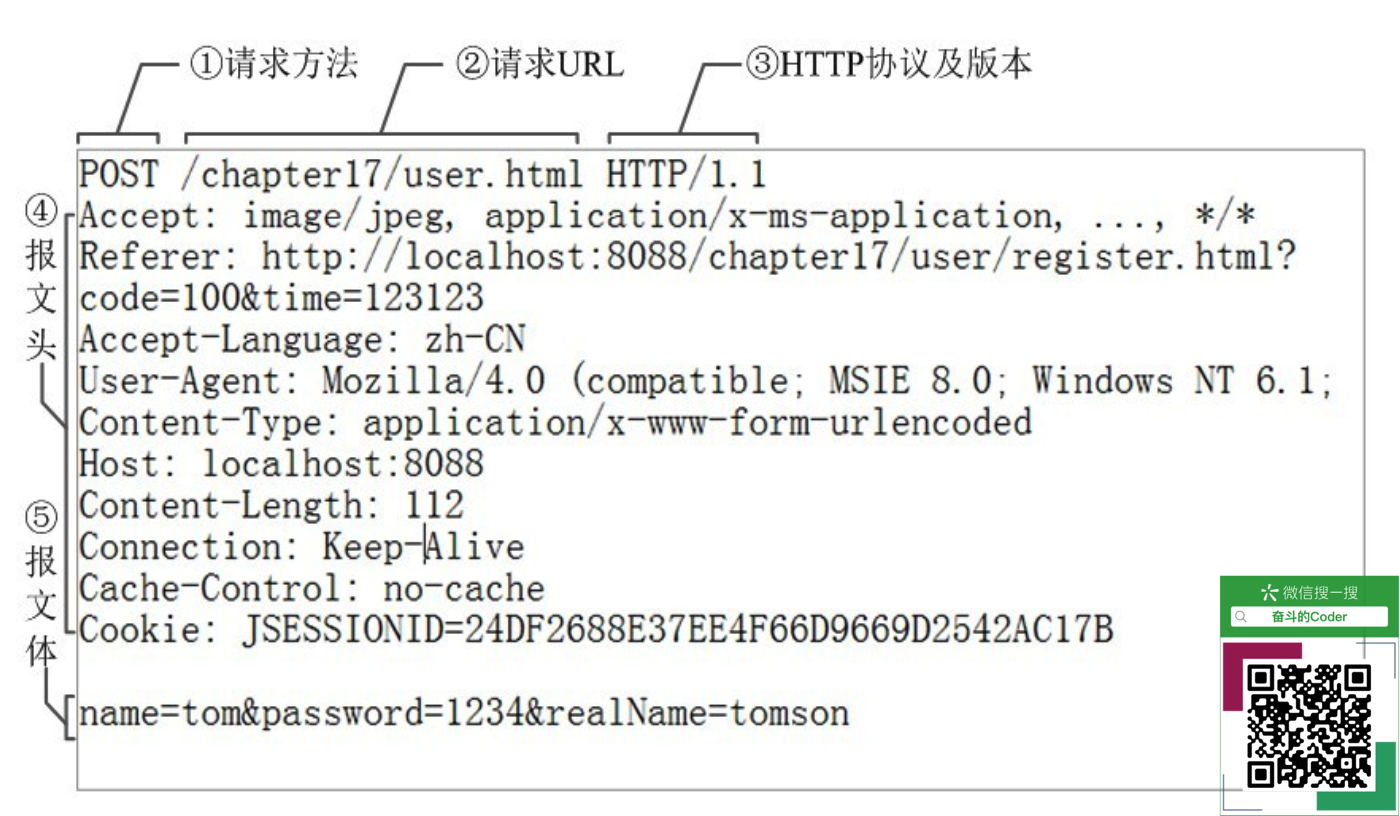 ①请求方法 ②请求URL ③HTTP协议及版本
POST /chapter17/user.html HTTP/1.1
④报文头
Accept: image/jpeg, application/x-ms-application, ..., */*
Referer: http://localhost:8088/chapter17/user/register.html?
code=100&time=123123
Accept-Language: zh-CN
User-Agent: Mozilla/4.0 (compatible; MSIE 8.0; Windows NT 6.1;
Content-Type: application/x-www-form-urlencoded
Host: localhost:8088
Content-Length: 112
Connection: Keep-Alive
Cache-Control: no-cache
Cookie: JSESSIONID=24DF2688E37EE4F66D9669D2542AC17B
⑤报文体
name=tom&password=1234&realName=tomson
微信搜一搜
奋斗的Coder